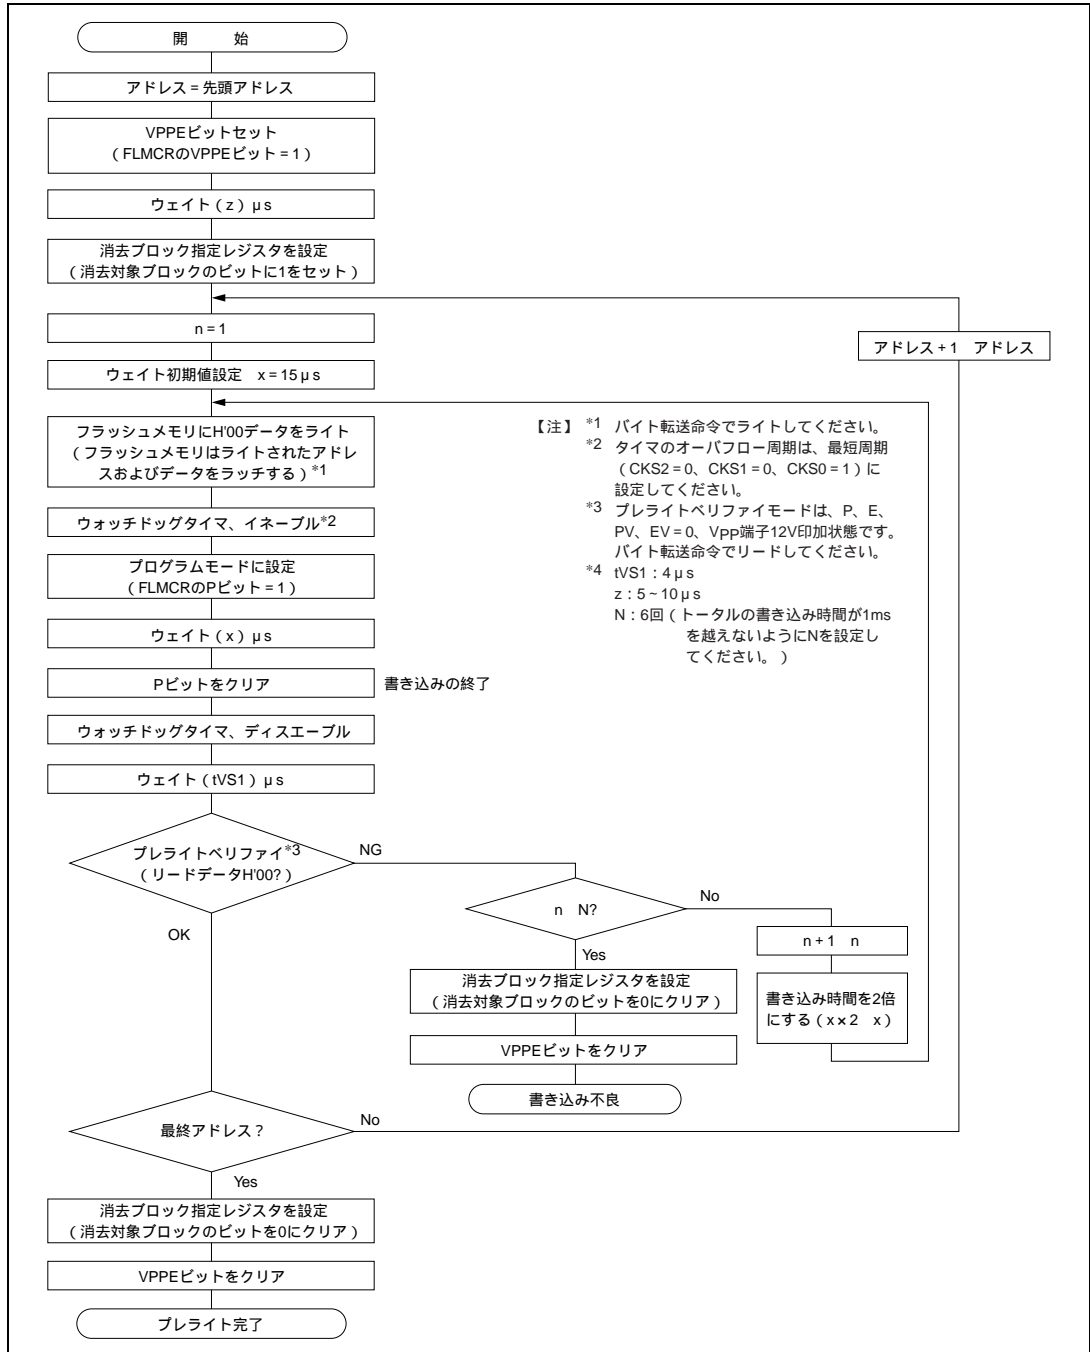 開　始
アドレス = 先頭アドレス
VPPEビットセット
（FLMCRのVPPEビット = 1）
ウェイト（z）μs
消去ブロック指定レジスタを設定
（消去対象ブロックのビットに1をセット）
n = 1
アドレス + 1　アドレス
ウェイト初期値設定　x = 15μs
フラッシュメモリにH'00データをライト
（フラッシュメモリはライトされたアドレ
スおよびデータをラッチする）*1
ウォッチドッグタイマ、イネーブル*2
プログラムモードに設定
（FLMCRのPビット = 1）
ウェイト（x）μs
Pビットをクリア
書き込みの終了
ウォッチドッグタイマ、ディスエーブル
ウェイト（tVS1）μs
【注】 *1 バイト転送命令でライトしてください。
*2 タイマのオーバフロー周期は、最短周期
（CKS2 = 0、CKS1 = 0、CKS0 = 1）に
設定してください。
*3 プレライトベリファイモードは、P、E、
PV、EV = 0、VPP端子12V印加状態です。
バイト転送命令でリードしてください。
*4 tVS1：4μs
z：5～10μs
N：6回（トータルの書き込み時間が1ms
を越えないようにNを設定し
てください。）
プレライトベリファイ*3
（リードデータH'00?）
NG
OK
n　N?
No
Yes
n + 1　n
書き込み時間を2倍
にする（x×2　x）
消去ブロック指定レジスタを設定
（消去対象ブロックのビットを0にクリア）
VPPEビットをクリア
書き込み不良
最終アドレス？
No
Yes
消去ブロック指定レジスタを設定
（消去対象ブロックのビットを0にクリア）
VPPEビットをクリア
プレライト完了